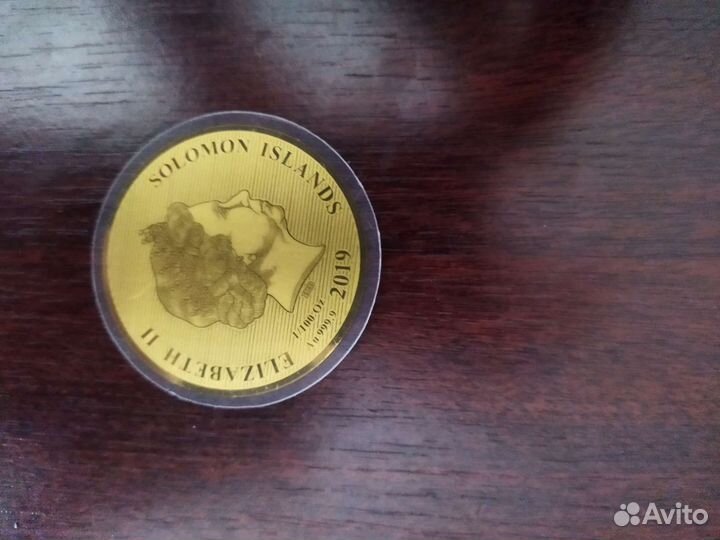 ELIZABETH II
SOLOMON ISLANDS
2019
1/100 Oz
Au 999.9
Avito